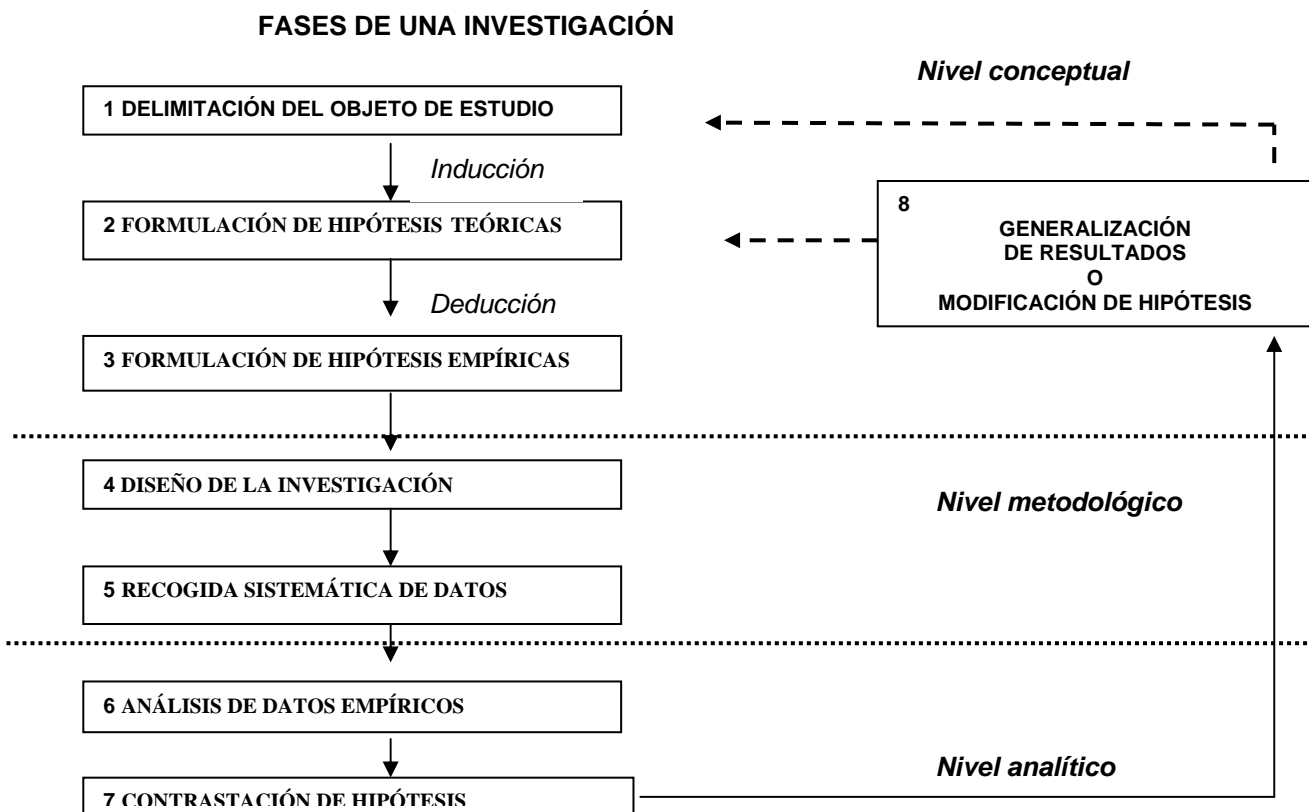 FASES DE UNA INVESTIGACIÓN
Nivel conceptual
1 DELIMITACIÓN DEL OBJETO DE ESTUDIO
Inducción
2 FORMULACIÓN DE HIPÓTESIS TEÓRICAS
8
GENERALIZACIÓN
DE RESULTADOS
O
MODIFICACIÓN DE HIPÓTESIS
Deducción
3 FORMULACIÓN DE HIPÓTESIS EMPÍRICAS
4 DISEÑO DE LA INVESTIGACIÓN
Nivel metodológico
5 RECOGIDA SISTEMÁTICA DE DATOS
6 ANÁLISIS DE DATOS EMPÍRICOS
Nivel analítico
7 CONTRASTACIÓN DE HIPÓTESIS